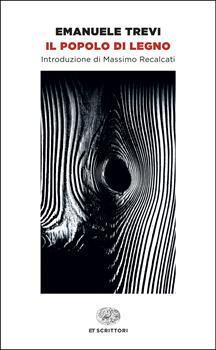 EMANUELE TREVI
IL POPOLO DI LEGNO
Introduzione di Massimo Recalcati
ET SCRITTORI